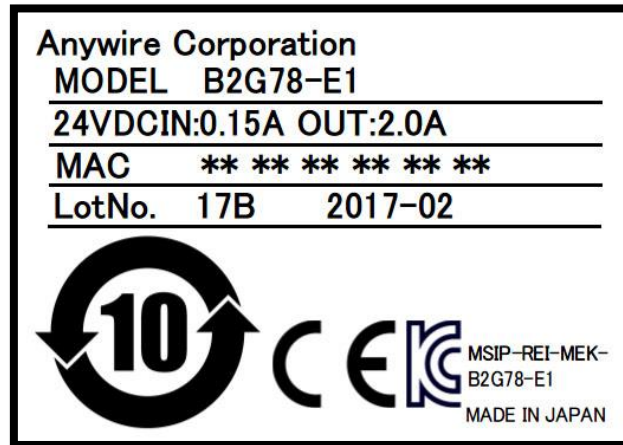 Anywire Corporation
MODEL B2G78-E1
24VDCIN:0.15A OUT:2.0A
MAC ** ** ** ** ** **
LotNo. 17B 2017-02
10
CE
KC
MSIP-REI-MEK-
B2G78-E1
MADE IN JAPAN